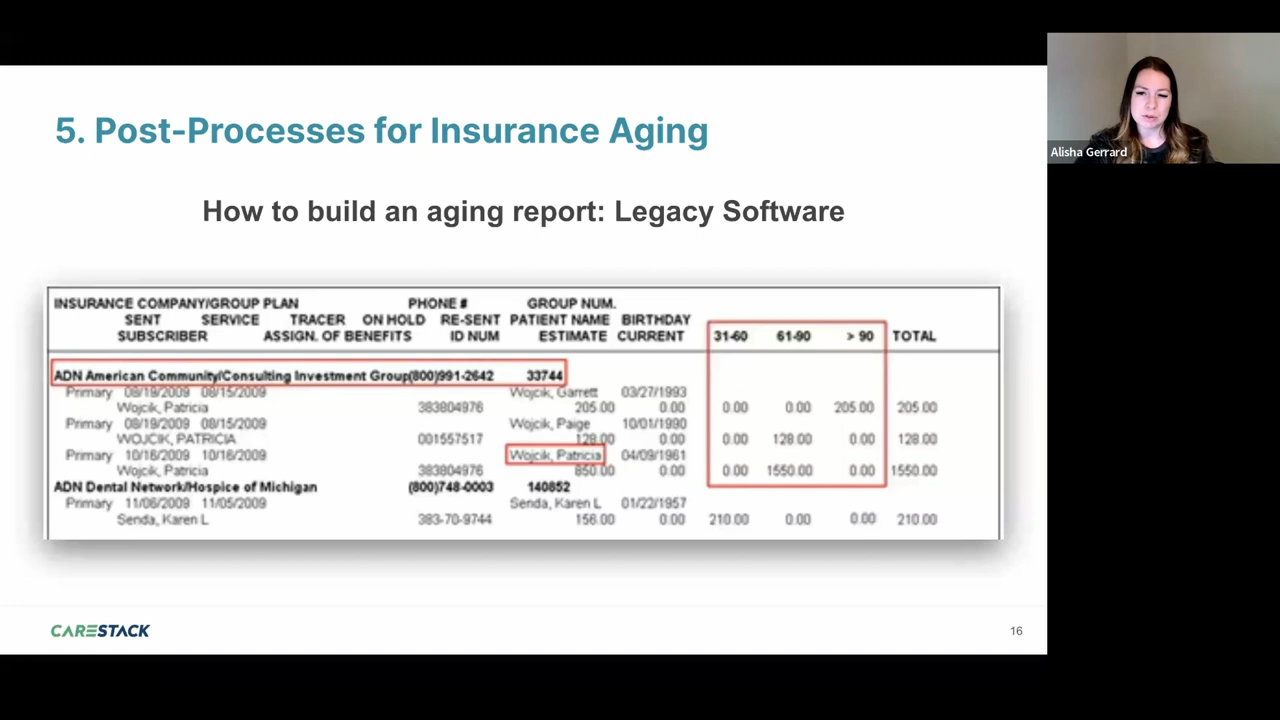 5. Post-Processes for Insurance Aging
Alisha Gerrard
How to build an aging report: Legacy Software
INSURANCE COMPANY/GROUP PLAN PHONE # GROUP NUM.
SENT SERVICE TRACER ON HOLD RE-SENT PATIENT NAME BIRTHDAY
SUBSCRIBER ASSIGN. OF BENEFITS ID NUM ESTIMATE CURRENT 31-60 61-90 > 90 TOTAL
ADN American Community/Consulting Investment Group(800)991-2642 33744
Primary 08/19/2009 08/15/2009 Wojcik, Garrett 03/27/1993
Wojcik, Patricia 383804976 205.00 0.00 0.00 0.00 205.00 205.00
Primary 08/19/2009 08/15/2009 Wojcik, Paige 10/01/1990
WOJCIK, PATRICIA 001557517 128.00 0.00 0.00 128.00 0.00 128.00
Primary 10/16/2009 10/16/2009 Wojcik, Patricia 04/09/1961
Wojcik, Patricia 383804976 850.00 0.00 0.00 1550.00 0.00 1550.00
ADN Dental Network/Hospice of Michigan (800)748-0003 140852
Primary 11/06/2009 11/05/2009 Senda, Karen L 01/22/1957
Senda, Karen L 383-70-9744 156.00 0.00 210.00 0.00 0.00 210.00
CARESTACK
16